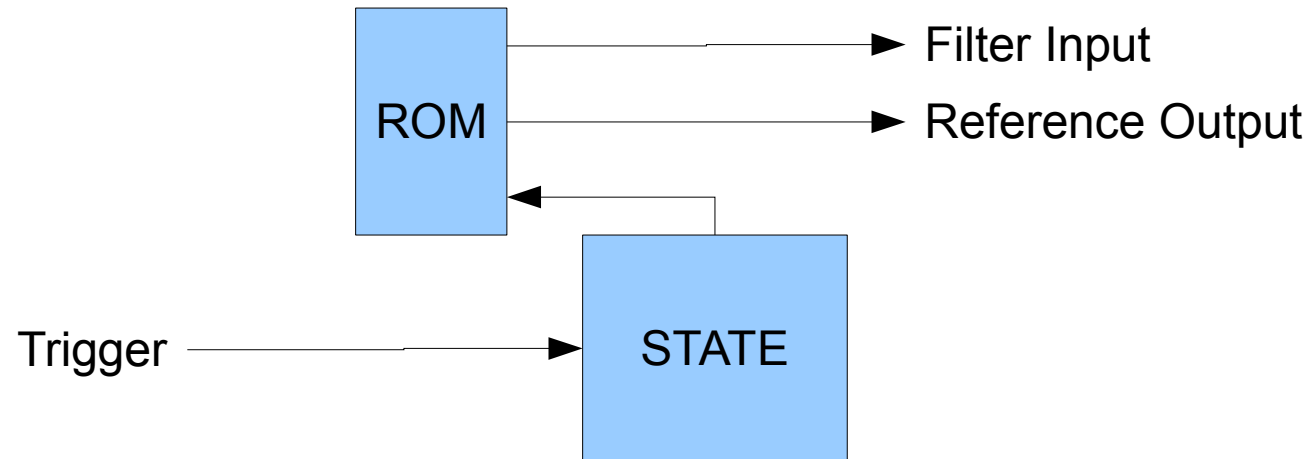 Filter Input
ROM
Reference Output
Trigger
STATE